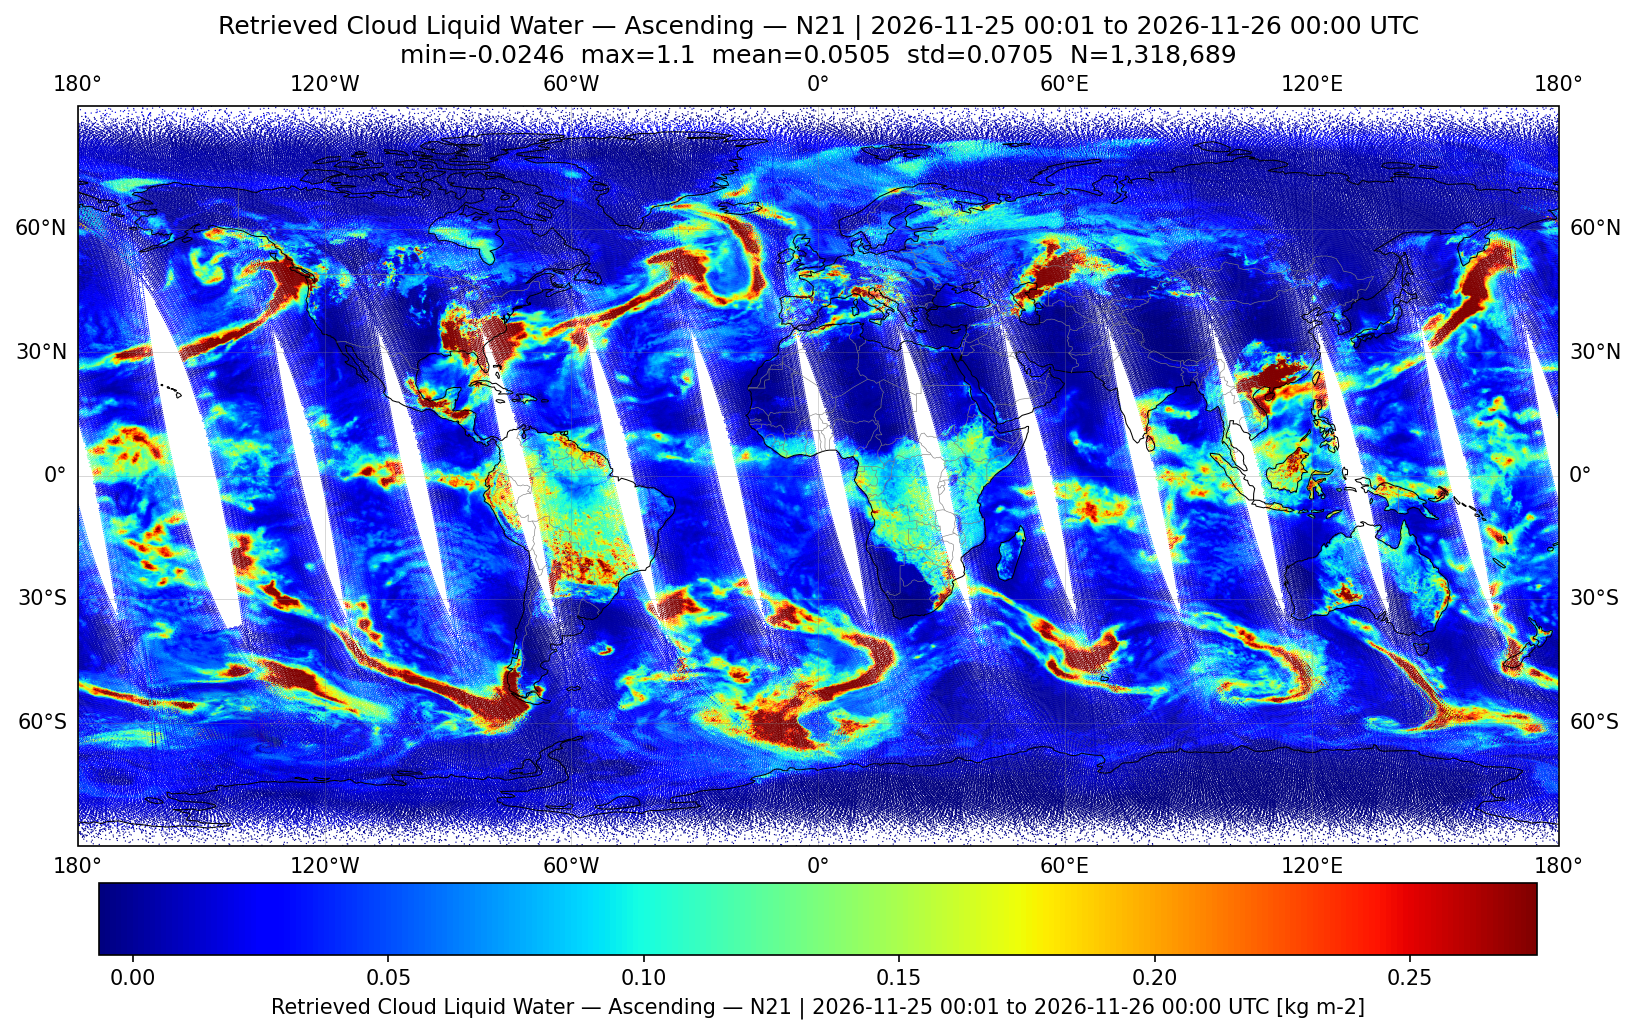 Retrieved Cloud Liquid Water — Ascending — N21 | 2026-11-25 00:01 to 2026-11-26 00:00 UTC
min=-0.0246  max=1.1  mean=0.0505  std=0.0705  N=1,318,689
180° 120°W 60°W 0° 60°E 120°E 180°
60°N 60°N
30°N 30°N
0° 0°
30°S 30°S
60°S 60°S
180° 120°W 60°W 0° 60°E 120°E 180°
0.00 0.05 0.10 0.15 0.20 0.25
Retrieved Cloud Liquid Water — Ascending — N21 | 2026-11-25 00:01 to 2026-11-26 00:00 UTC [kg m-2]